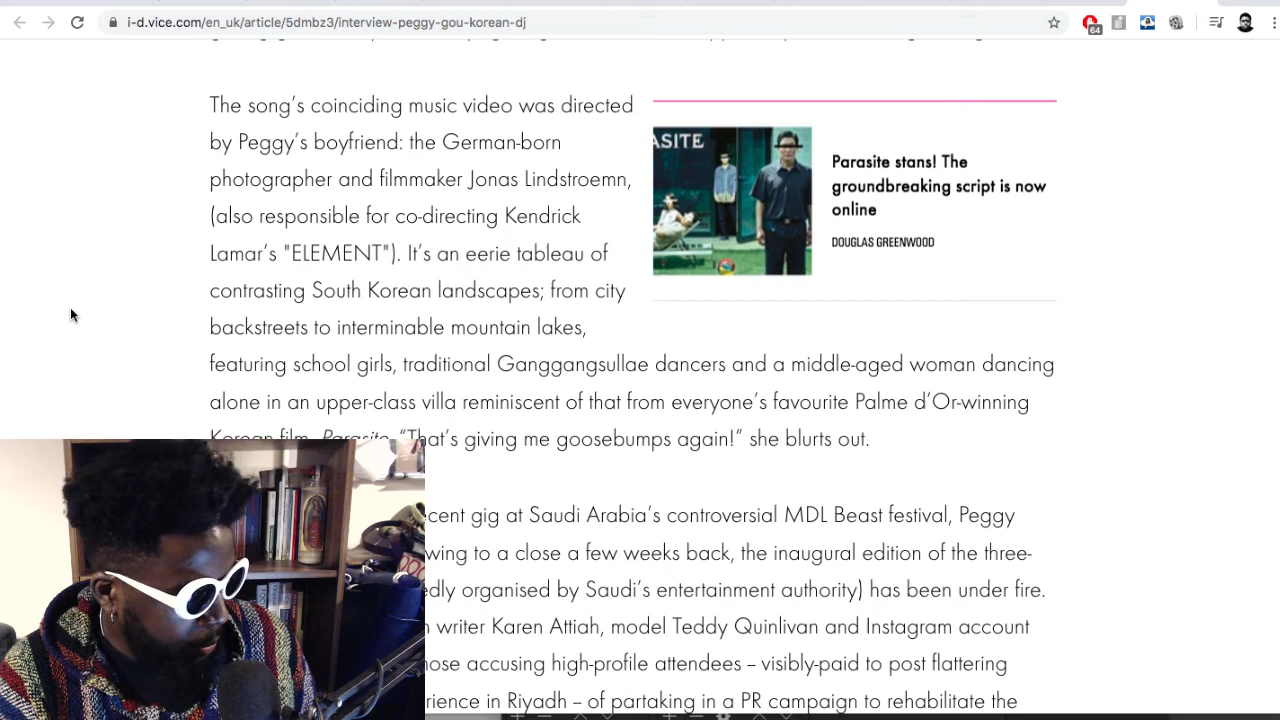 i-d.vice.com/en_uk/article/5dmbz3/interview-peggy-gou-korean-dj
64
The song’s coinciding music video was directed
by Peggy’s boyfriend: the German-born
photographer and filmmaker Jonas Lindstroemn,
(also responsible for co-directing Kendrick
Lamar’s "ELEMENT"). It’s an eerie tableau of
contrasting South Korean landscapes; from city
backstreets to interminable mountain lakes,
featuring school girls, traditional Ganggangsullae dancers and a middle-aged woman dancing
alone in an upper-class villa reminiscent of that from everyone’s favourite Palme d’Or-winning
Korean film, Parasite. “That’s giving me goosebumps again!” she blurts out.
ASITE
Parasite stans! The
groundbreaking script is now
online
DOUGLAS GREENWOOD
cent gig at Saudi Arabia’s controversial MDL Beast festival, Peggy
wing to a close a few weeks back, the inaugural edition of the three-
edly organised by Saudi’s entertainment authority) has been under fire.
writer Karen Attiah, model Teddy Quinlivan and Instagram account
hose accusing high-profile attendees – visibly-paid to post flattering
rience in Riyadh – of partaking in a PR campaign to rehabilitate the